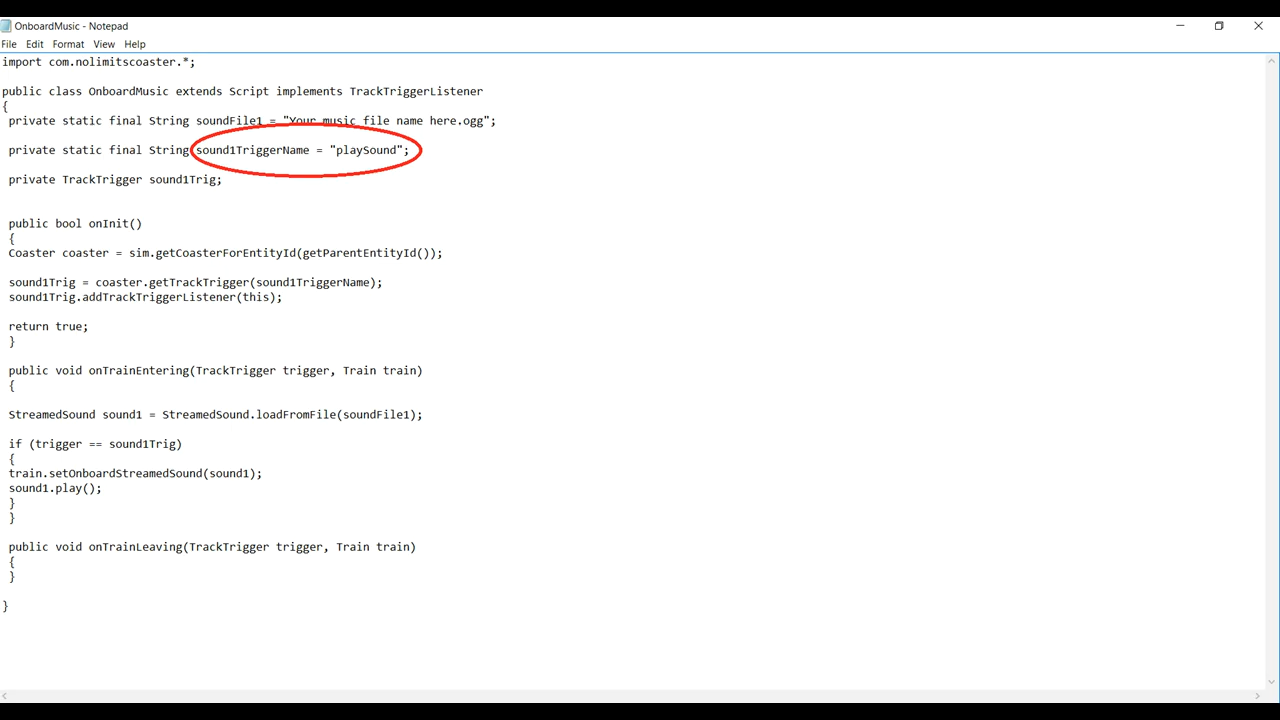 OnboardMusic - Notepad
File Edit Format View Help
import com.nolimitscoaster.*;
public class OnboardMusic extends Script implements TrackTriggerListener
{
private static final String soundFile1 = "Your music file name here.ogg";
private static final String sound1TriggerName = "playSound";
private TrackTrigger sound1Trig;
public bool onInit()
{
Coaster coaster = sim.getCoasterForEntityId(getParentEntityId());
sound1Trig = coaster.getTrackTrigger(sound1TriggerName);
sound1Trig.addTrackTriggerListener(this);
return true;
}
public void onTrainEntering(TrackTrigger trigger, Train train)
{
StreamedSound sound1 = StreamedSound.loadFromFile(soundFile1);
if (trigger == sound1Trig)
{
train.setOnboardStreamedSound(sound1);
sound1.play();
}
}
public void onTrainLeaving(TrackTrigger trigger, Train train)
{
}
}